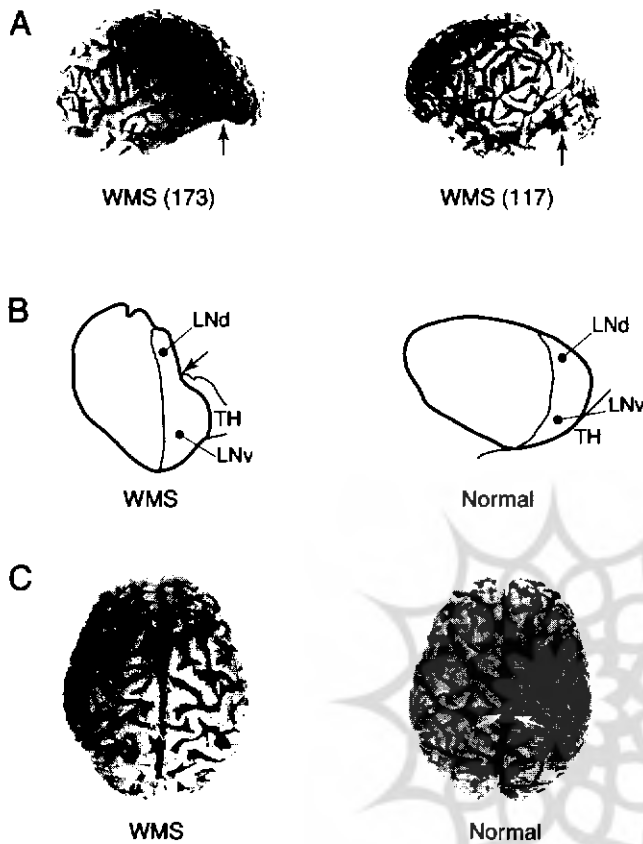 A
WMS (173)
WMS (117)
B
LNd
TH
LNv
WMS
LNd
LNv
TH
Normal
C
WMS
Normal